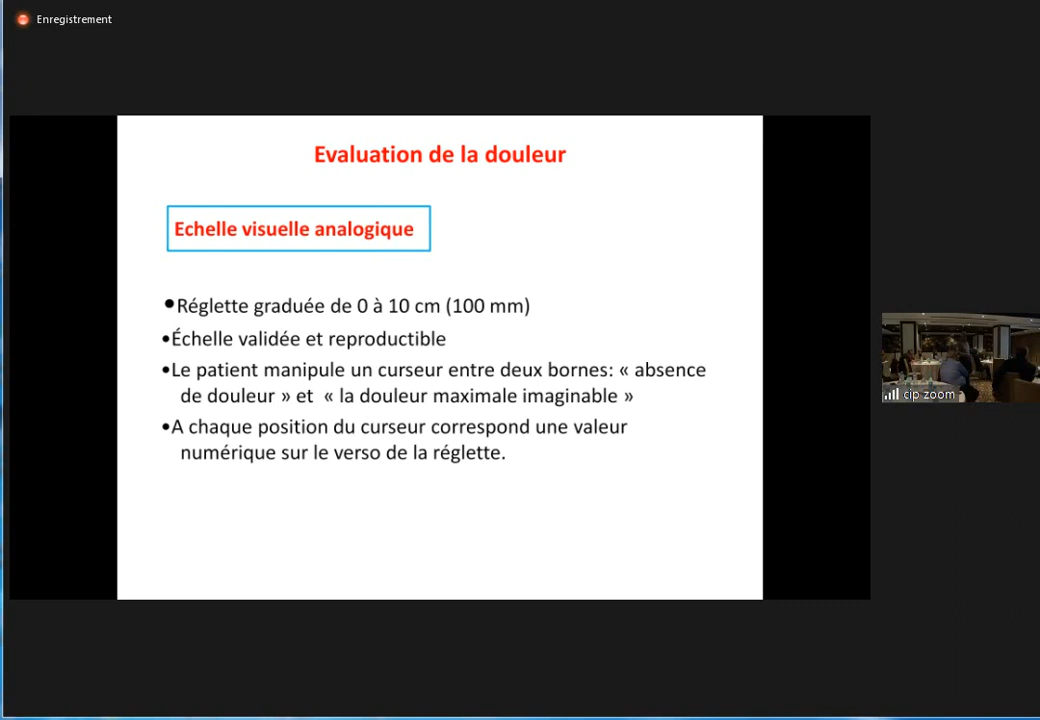 Enregistrement
Evaluation de la douleur
Echelle visuelle analogique
•Réglette graduée de 0 à 10 cm (100 mm)
•Échelle validée et reproductible
•Le patient manipule un curseur entre deux bornes: « absence
de douleur » et « la douleur maximale imaginable »
•A chaque position du curseur correspond une valeur
numérique sur le verso de la réglette.
cip zoom